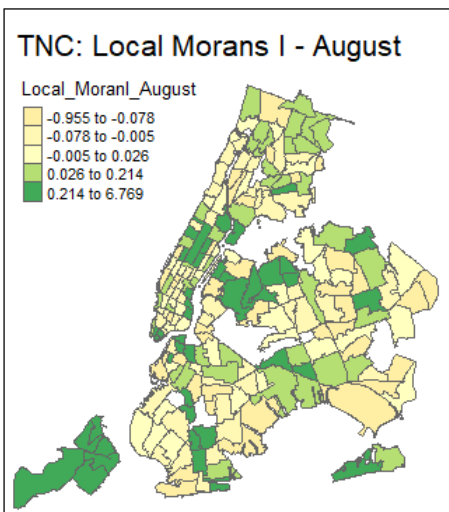 TNC: Local Morans I - August
Local_MoranI_August
-0.955 to -0.078
-0.078 to -0.005
-0.005 to 0.026
0.026 to 0.214
0.214 to 6.769